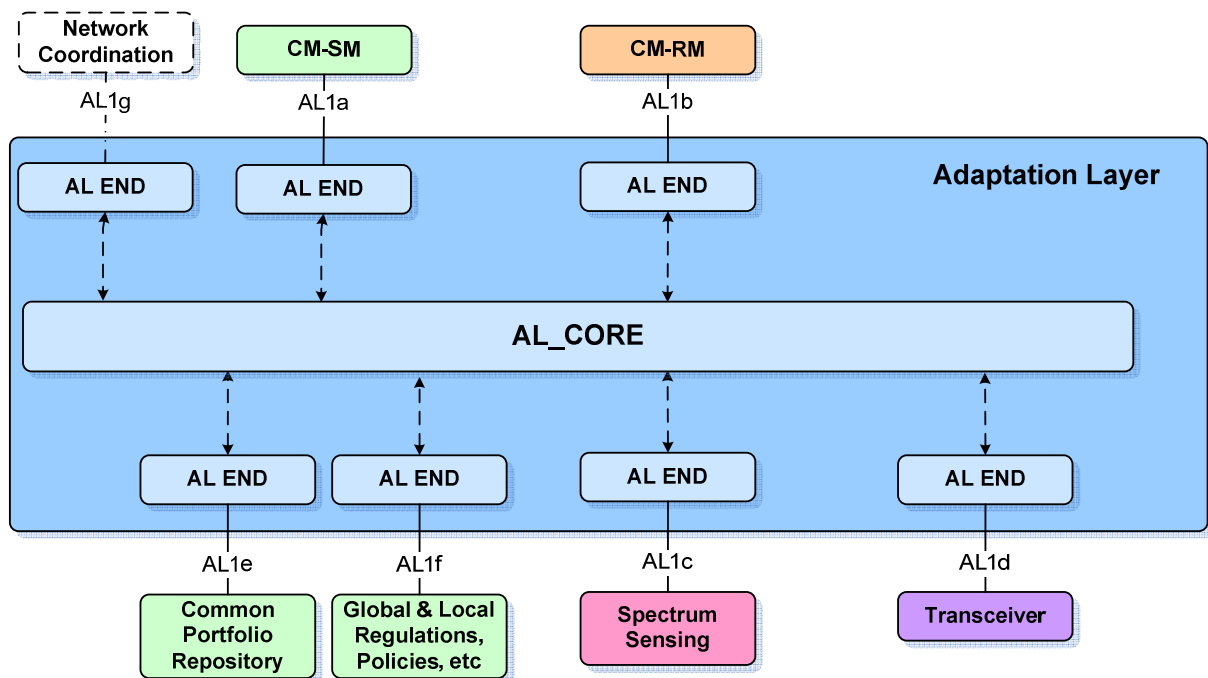 Network
Coordination
CM-SM
CM-RM
AL1g
AL1a
AL1b
AL END
AL END
AL END
Adaptation Layer
AL_CORE
AL END
AL END
AL END
AL END
AL1e
AL1f
AL1c
AL1d
Common
Portfolio
Repository
Global & Local
Regulations,
Policies, etc
Spectrum
Sensing
Transceiver